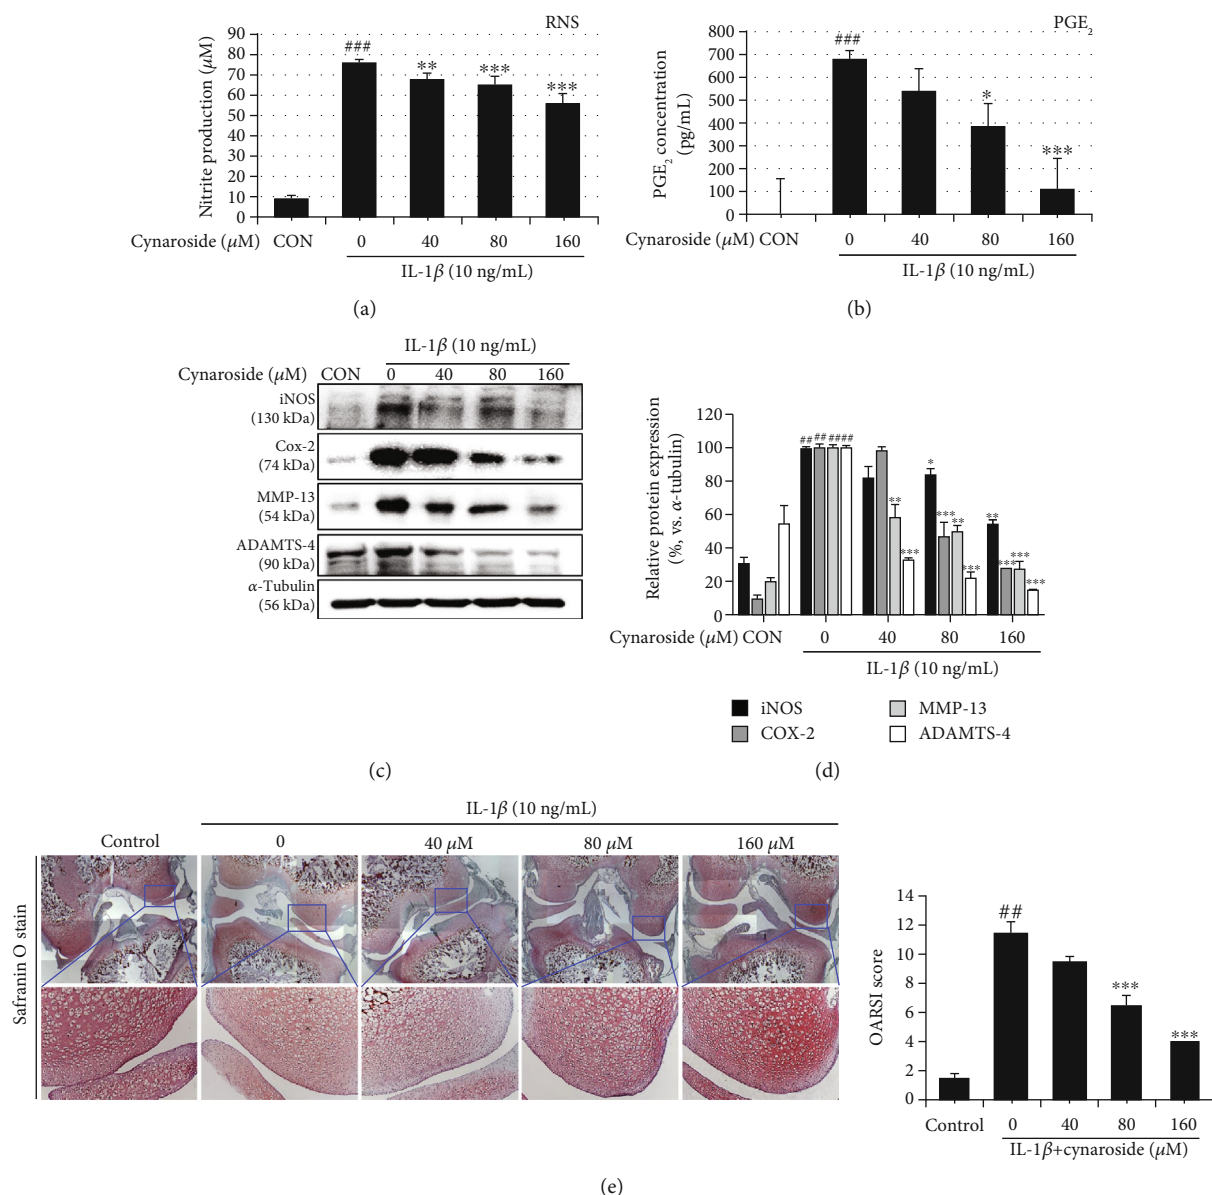 RNS
Nitrite production (µM)
90
80
70
60
50
40
30
20
10
0
###
**
***
***
Cynaroside (µM) CON 0 40 80 160
IL-1β (10 ng/mL)
(a)
PGE2
PGE2 concentration
(pg/mL)
800
700
600
500
400
300
200
100
0
###
*
***
Cynaroside (µM) CON 0 40 80 160
IL-1β (10 ng/mL)
(b)
IL-1β (10 ng/mL)
Cynaroside (µM) CON 0 40 80 160
iNOS
(130 kDa)
Cox-2
(74 kDa)
MMP-13
(54 kDa)
ADAMTS-4
(90 kDa)
α-Tubulin
(56 kDa)
(c)
Relative protein expression
(%, vs. α-tubulin)
120
100
80
60
40
20
0
## ## ## ##
** ***
* *** ** ***
** *** *** ***
Cynaroside (µM) CON 0 40 80 160
IL-1β (10 ng/mL)
iNOS MMP-13
COX-2 ADAMTS-4
(d)
IL-1β (10 ng/mL)
Control 0 40 µM 80 µM 160 µM
Safranin O stain
OARSI score
14
12
10
8
6
4
2
0
##
***
***
Control 0 40 80 160
IL-1β+cynaroside (µM)
(e)